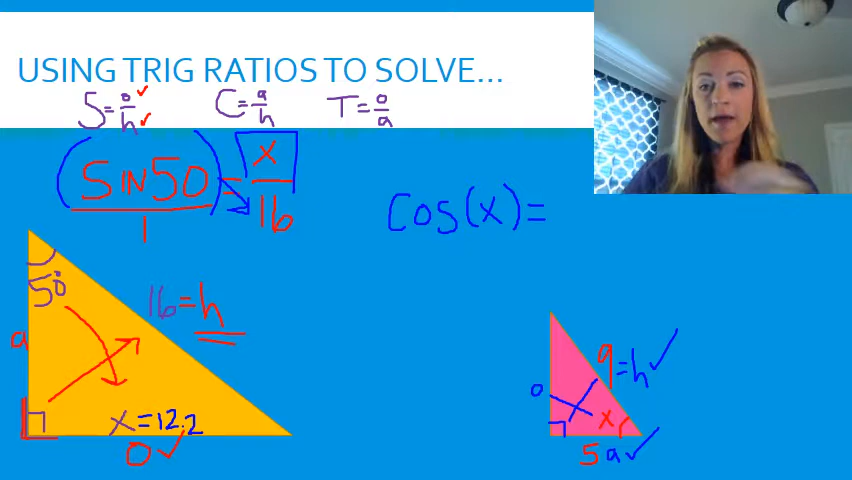 USING TRIG RATIOS TO SOLVE...
S = o/h C = a/h T = o/a
(SIN50)/1 = x/16
cos(x) =
50°
16 = h
a
x = 12.2
o
9 = h
o
x
5 a